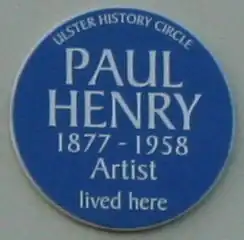 ULSTER HISTORY CIRCLE
PAUL
HENRY
1877 - 1958
Artist
lived here